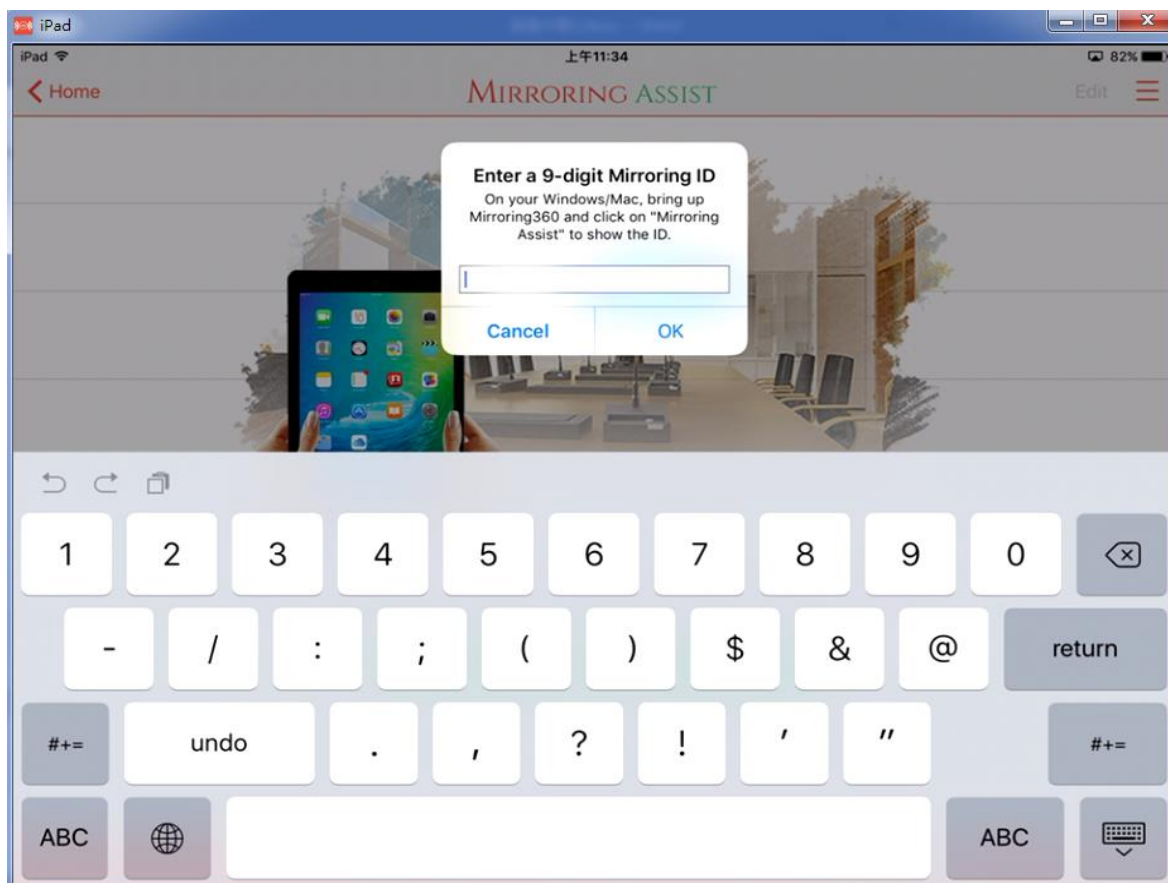 iPad
iPad 上午11:34 82%
Home MIRRORING ASSIST Edit
Enter a 9-digit Mirroring ID
On your Windows/Mac, bring up
Mirroring360 and click on "Mirroring
Assist" to show the ID.
Cancel OK
1 2 3 4 5 6 7 8 9 0
- / : ; ( ) $ & @ return
#+= undo . , ? ! ' " #+=
ABC ABC